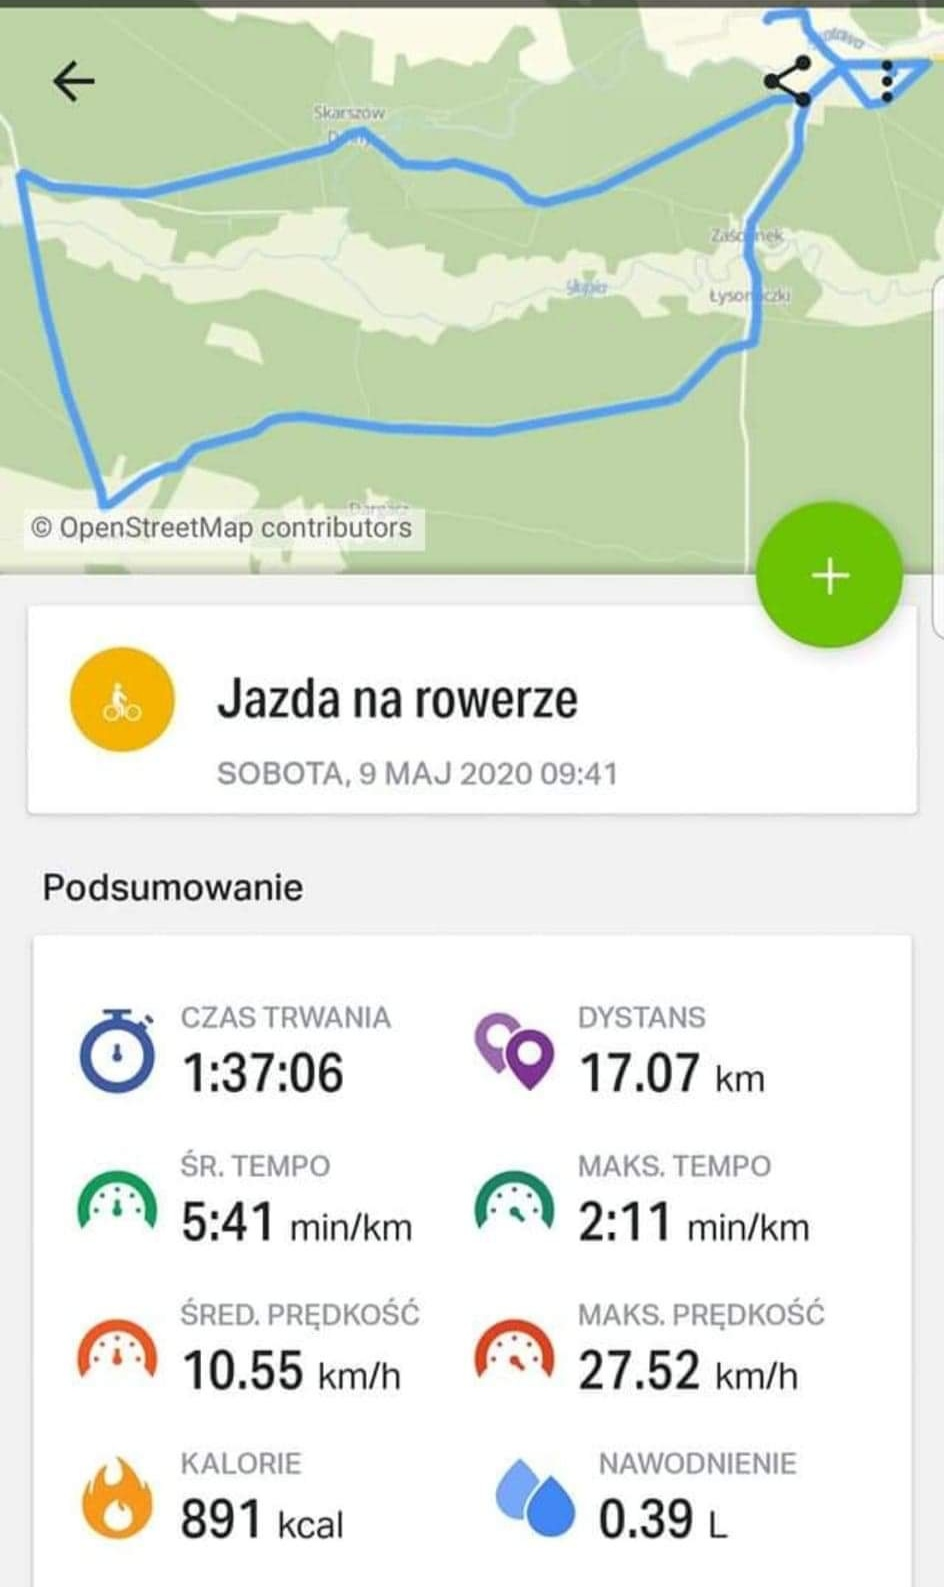 Skarszów
Słupia
© OpenStreetMap contributors
Jazda na rowerze
SOBOTA, 9 MAJ 2020 09:41
Podsumowanie
CZAS TRWANIA
1:37:06
DYSTANS
17.07 km
ŚR. TEMPO
5:41 min/km
MAKS. TEMPO
2:11 min/km
ŚRED. PRĘDKOŚĆ
10.55 km/h
MAKS. PRĘDKOŚĆ
27.52 km/h
KALORIE
891 kcal
NAWODNIENIE
0.39 L